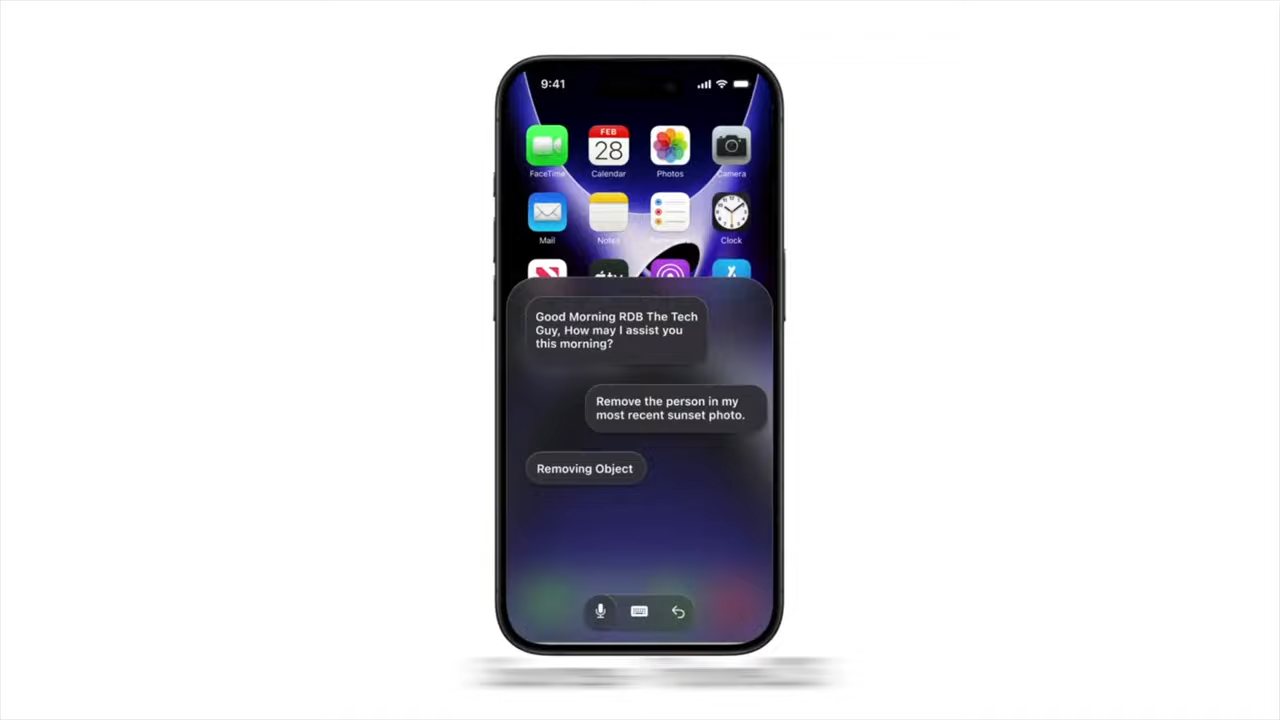 9:41
FEB
28
FaceTime
Calendar
Photos
Camera
Mail
Notes
Clock
tv
Good Morning RDB The Tech
Guy, How may I assist you
this morning?
Remove the person in my
most recent sunset photo.
Removing Object